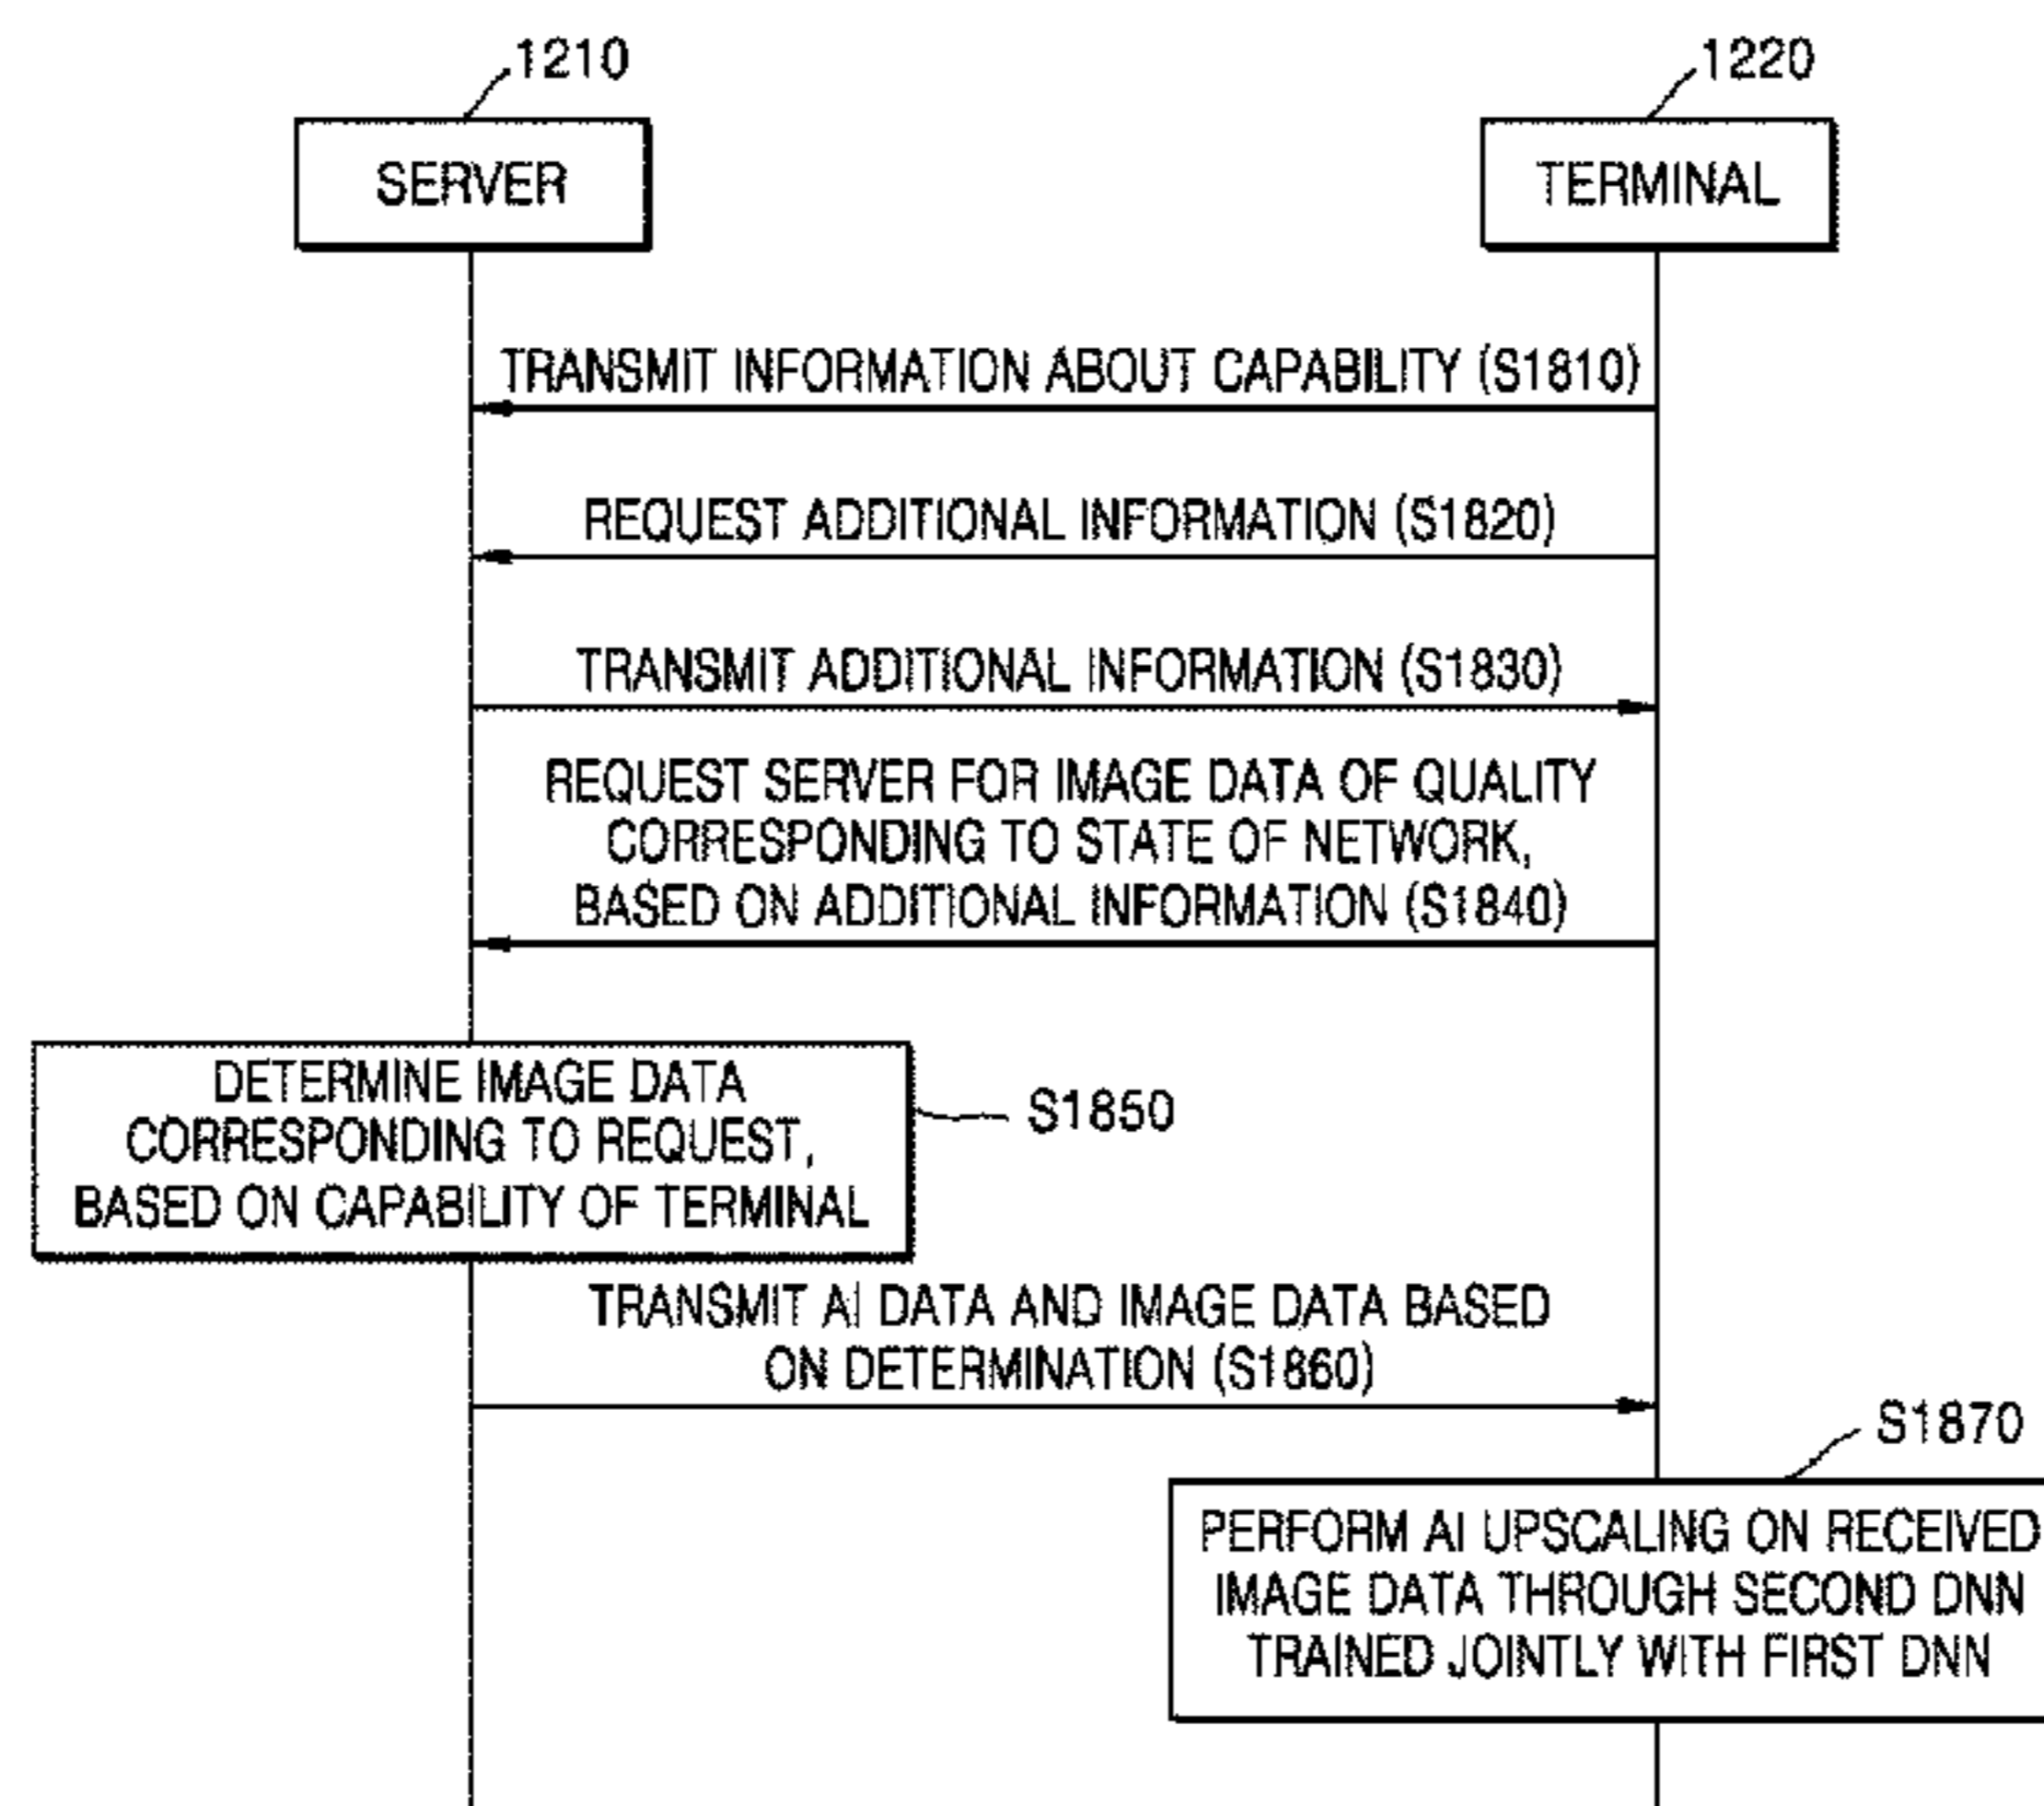 1210
1220
SERVER
TERMINAL
TRANSMIT INFORMATION ABOUT CAPABILITY (S1810)
REQUEST ADDITIONAL INFORMATION (S1820)
TRANSMIT ADDITIONAL INFORMATION (S1830)
REQUEST SERVER FOR IMAGE DATA OF QUALITY
CORRESPONDING TO STATE OF NETWORK,
BASED ON ADDITIONAL INFORMATION (S1840)
DETERMINE IMAGE DATA
CORRESPONDING TO REQUEST,
BASED ON CAPABILITY OF TERMINAL
S1850
TRANSMIT AI DATA AND IMAGE DATA BASED
ON DETERMINATION (S1860)
S1870
PERFORM AI UPSCALING ON RECEIVED
IMAGE DATA THROUGH SECOND DNN
TRAINED JOINTLY WITH FIRST DNN